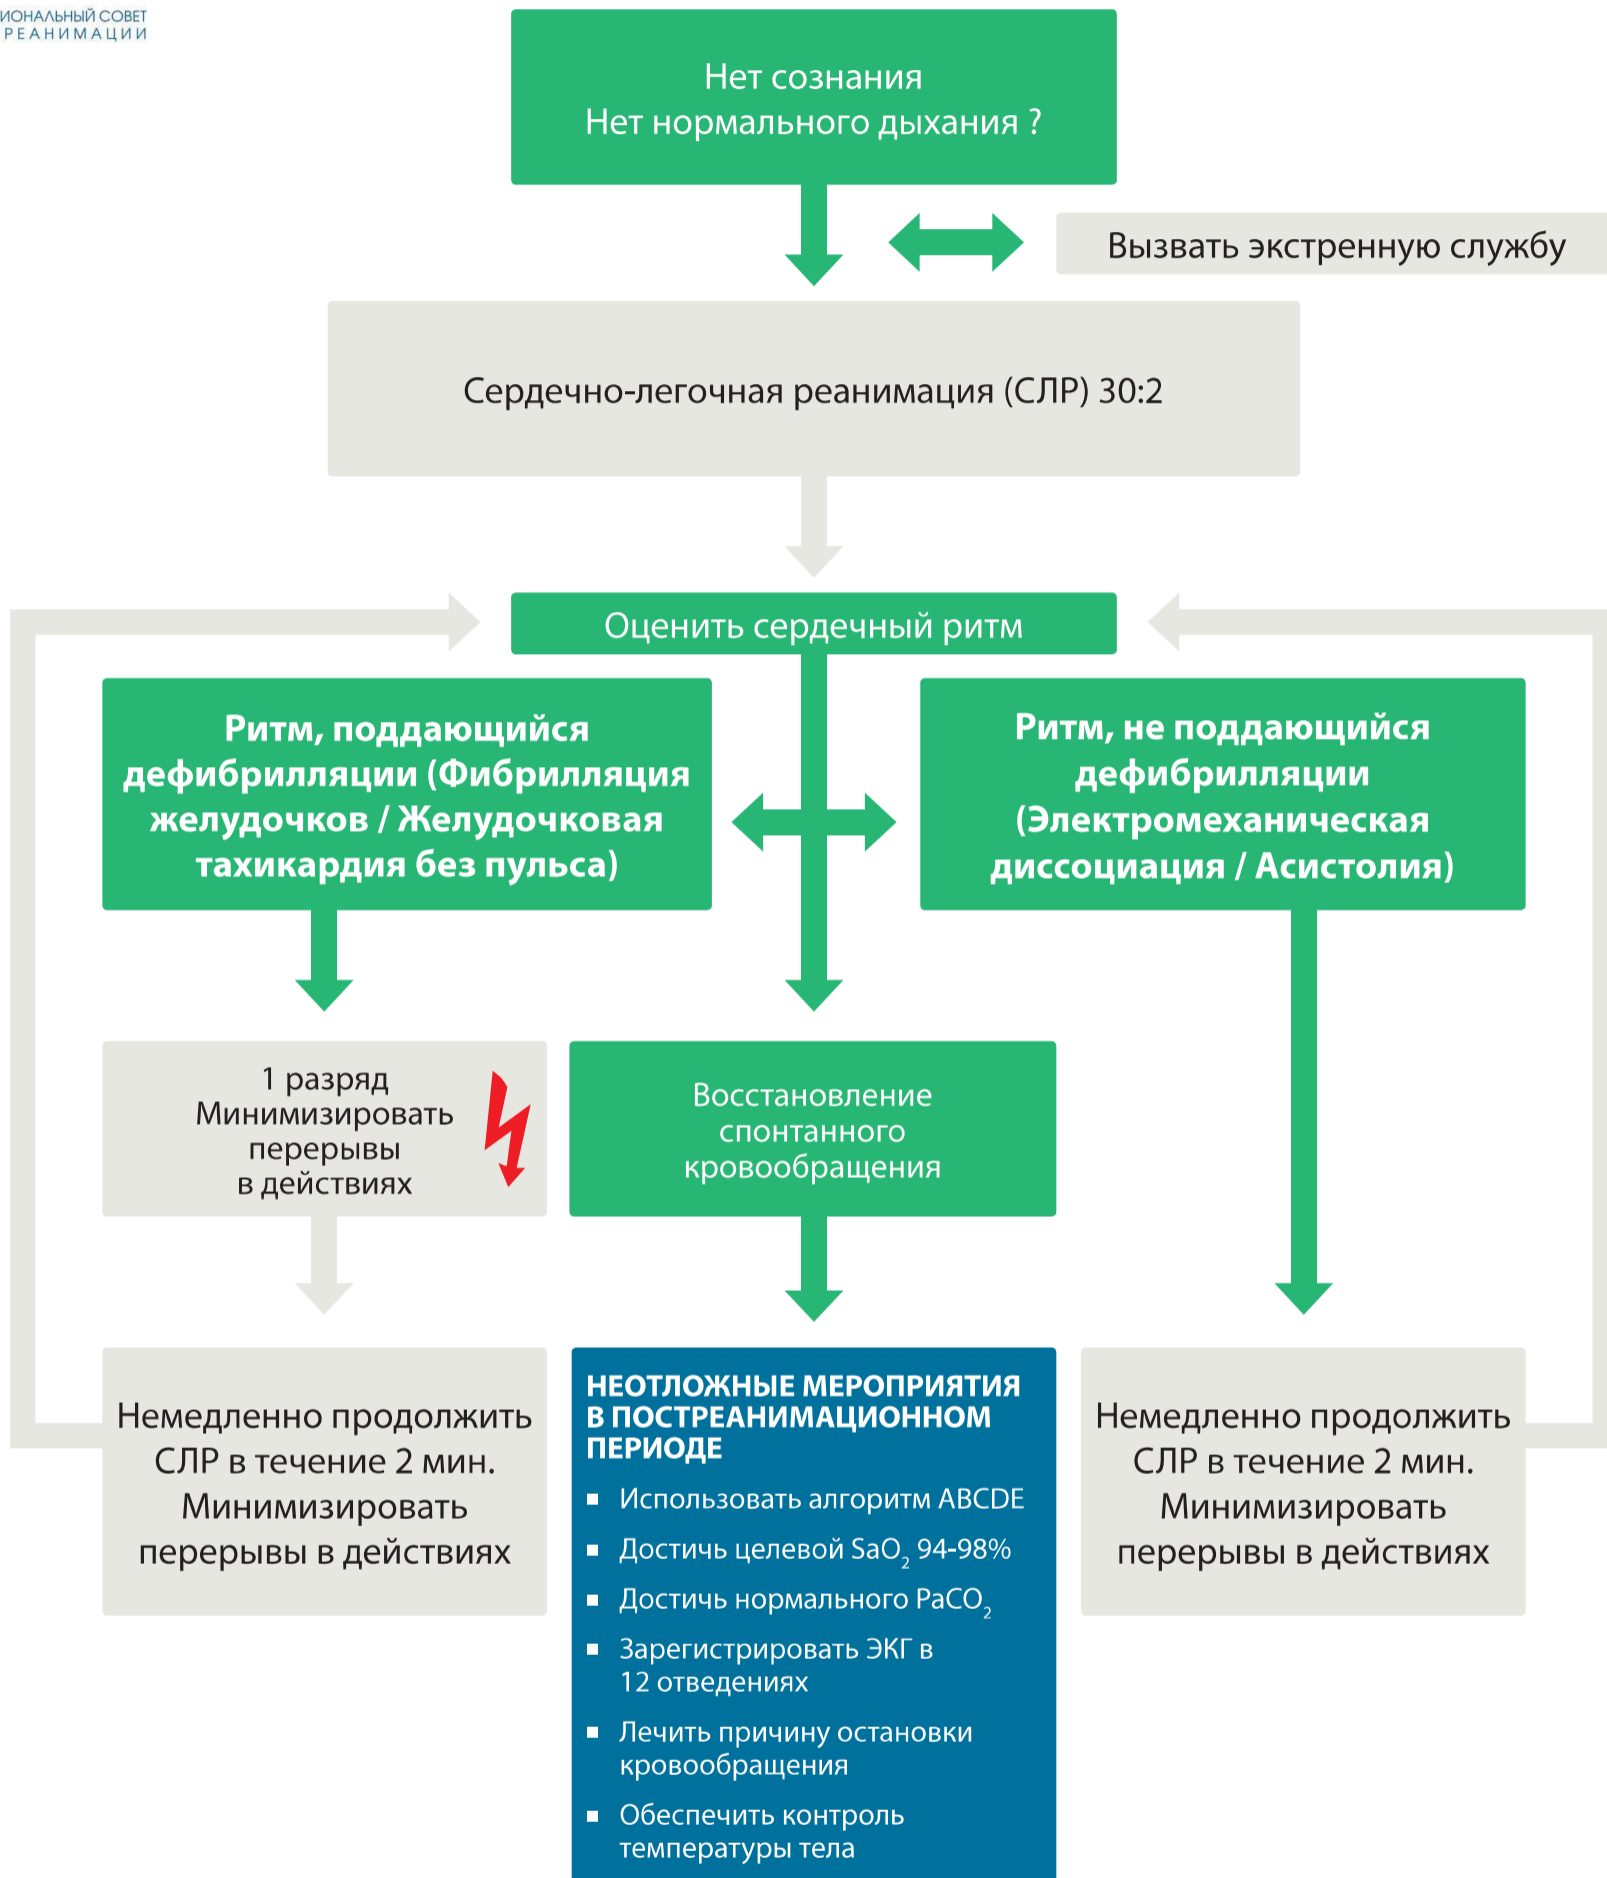 РЕАНИМАЦИИ
СОВЕТ
Нет сознания
Нет нормального дыхания ?
Вызвать экстренную службу
Сердечно-легочная реанимация (СЛР) 30:2
Оценить сердечный ритм
Ритм, поддающийся
дефибрилляции (Фибрилляция
желудочков / Желудочковая
тахикардия без пульса)
Ритм, не поддающийся
дефибрилляции
(Электромеханическая
диссоциация / Асистолия)
1 разряд
Минимизировать
перерывы
в действиях
Восстановление
спонтанного
кровообращения
Немедленно продолжить
СЛР в течение 2 мин.
Минимизировать
перерывы в действиях
НЕОТЛОЖНЫЕ МЕРОПРИЯТИЯ
В ПОСТРЕАНИМАЦИОННОМ
ПЕРИОДЕ
▪ Использовать алгоритм ABCDE
▪ Достичь целевой SaO₂ 94-98%
▪ Достичь нормального PaCO₂
▪ Зарегистрировать ЭКГ в
12 отведениях
▪ Лечить причину остановки
кровообращения
▪ Обеспечить контроль
температуры тела
Немедленно продолжить
СЛР в течение 2 мин.
Минимизировать
перерывы в действиях